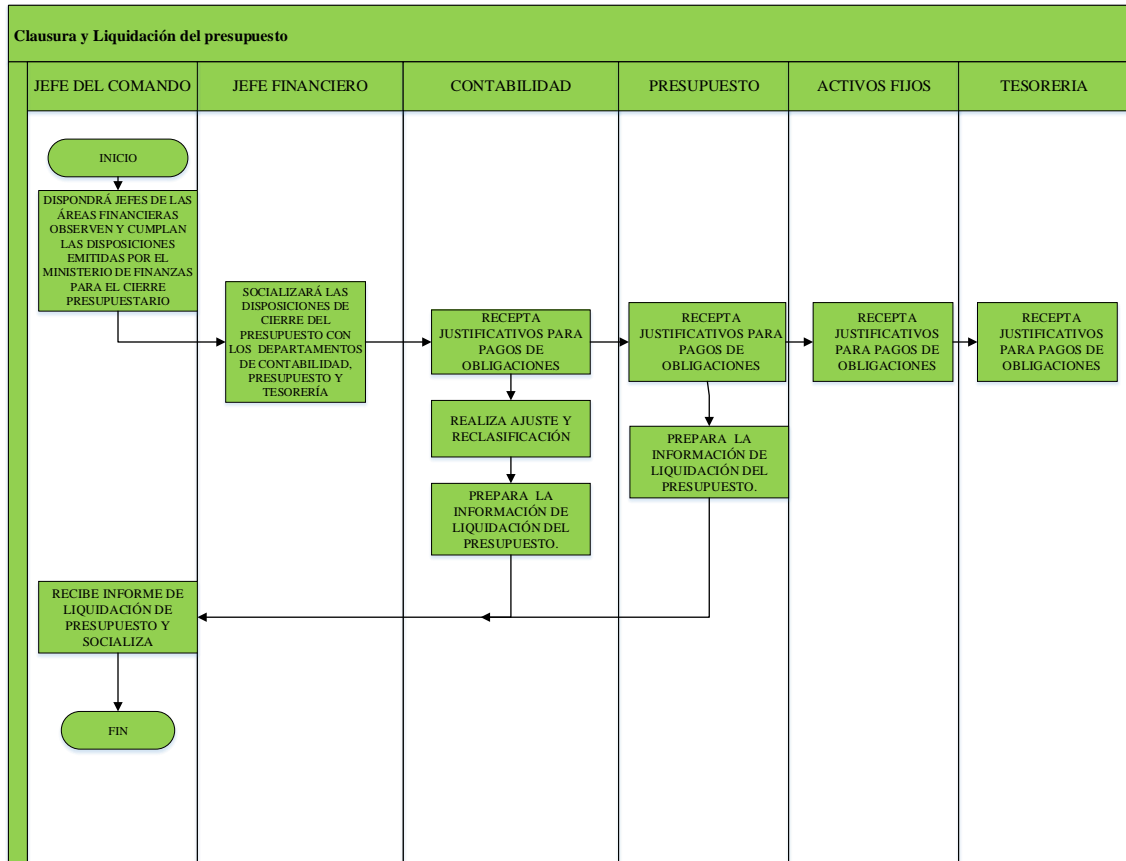 Clausura y Liquidación del presupuesto
JEFE DEL COMANDO
JEFE FINANCIERO
CONTABILIDAD
PRESUPUESTO
ACTIVOS FIJOS
TESORERIA
INICIO
DISPONDRÁ JEFES DE LAS
ÁREAS FINANCIERAS
OBSERVEN Y CUMPLAN
LAS DISPOSICIONES
EMITIDAS POR EL
MINISTERIO DE FINANZAS
PARA EL CIERRE
PRESUPUESTARIO
SOCIALIZARÁ LAS
DISPOSICIONES DE
CIERRE DEL
PRESUPUESTO CON
LOS DEPARTAMENTOS
DE CONTABILIDAD,
PRESUPUESTO Y
TESORERÍA
RECEPTA
JUSTIFICATIVOS PARA
PAGOS DE
OBLIGACIONES
RECEPTA
JUSTIFICATIVOS PARA
PAGOS DE
OBLIGACIONES
RECEPTA
JUSTIFICATIVOS
PARA PAGOS DE
OBLIGACIONES
RECEPTA
JUSTIFICATIVOS
PARA PAGOS DE
OBLIGACIONES
REALIZA AJUSTE Y
RECLASIFICACIÓN
PREPARA LA
INFORMACIÓN DE
LIQUIDACIÓN DEL
PRESUPUESTO.
PREPARA LA
INFORMACIÓN DE
LIQUIDACIÓN DEL
PRESUPUESTO.
RECIBE INFORME DE
LIQUIDACIÓN DE
PRESUPUESTO Y
SOCIALIZA
FIN